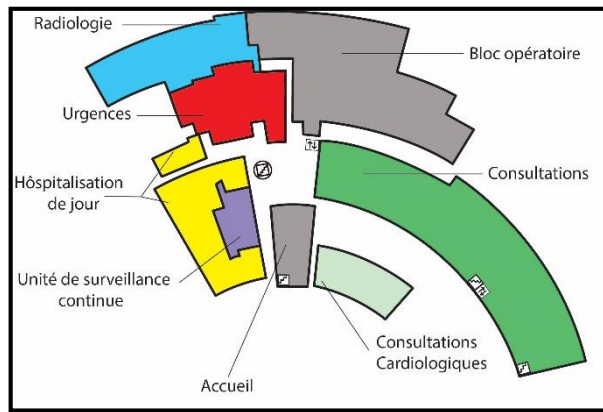 Radiologie
Bloc opératoire
Urgences
Consultations
Hôspitalisation
de jour
Unité de surveillance
continue
Consultations
Cardiologiques
Accueil